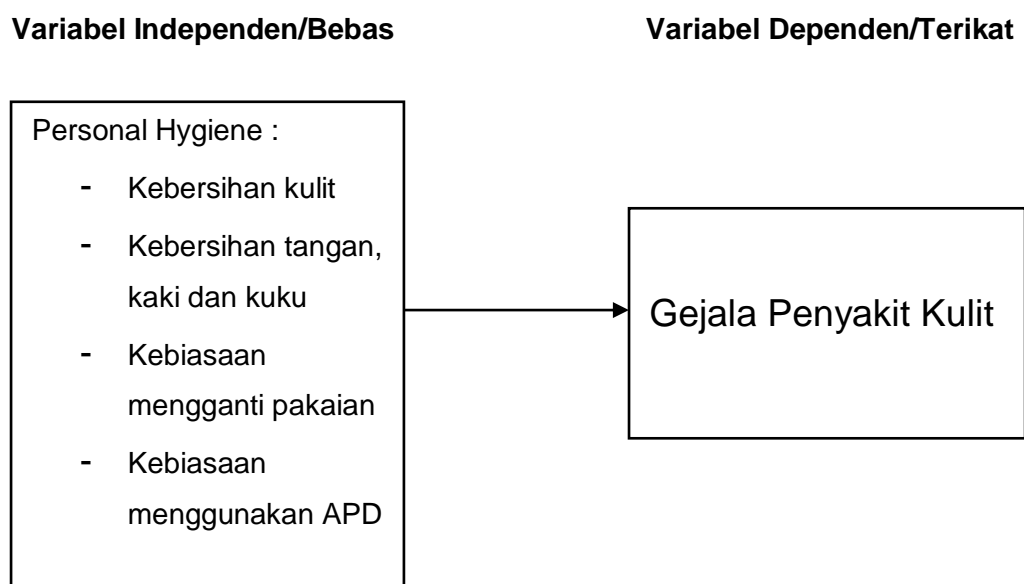 Variabel Independen/Bebas
Variabel Dependen/Terikat
Personal Hygiene :
- Kebersihan kulit
- Kebersihan tangan,
kaki dan kuku
- Kebiasaan
mengganti pakaian
- Kebiasaan
menggunakan APD
Gejala Penyakit Kulit